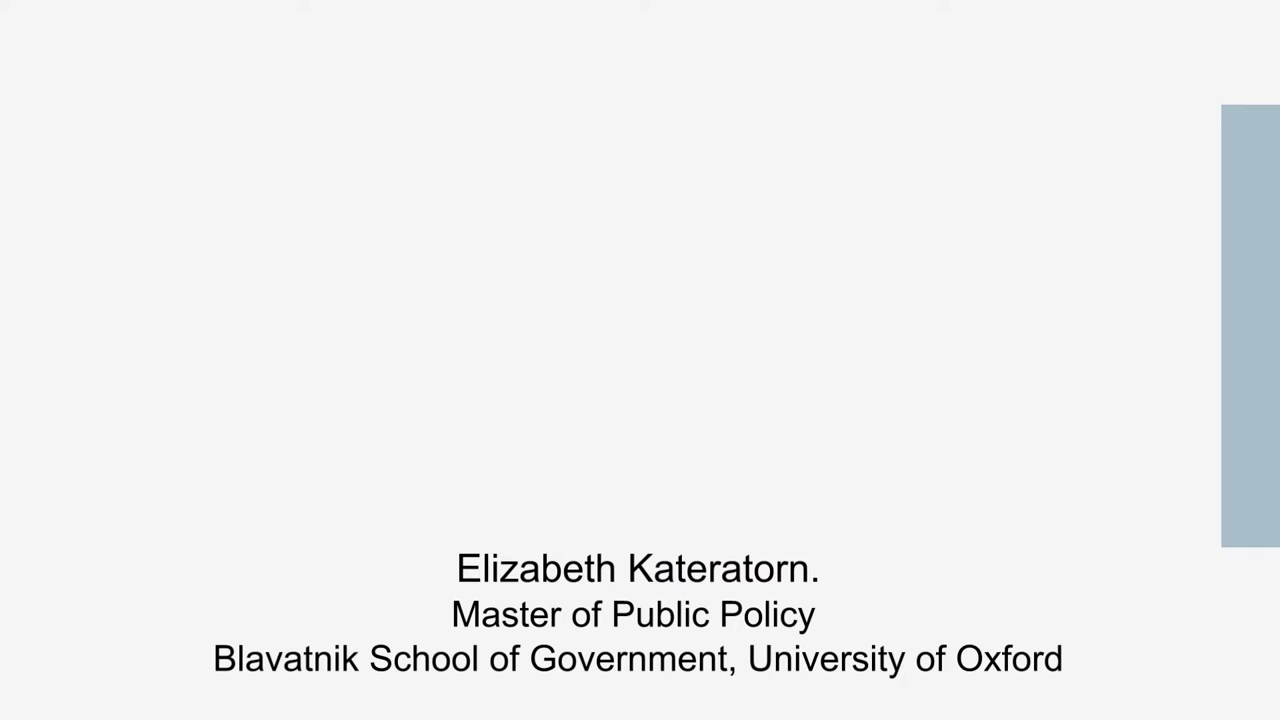 Elizabeth Kateratorn.
Master of Public Policy
Blavatnik School of Government, University of Oxford